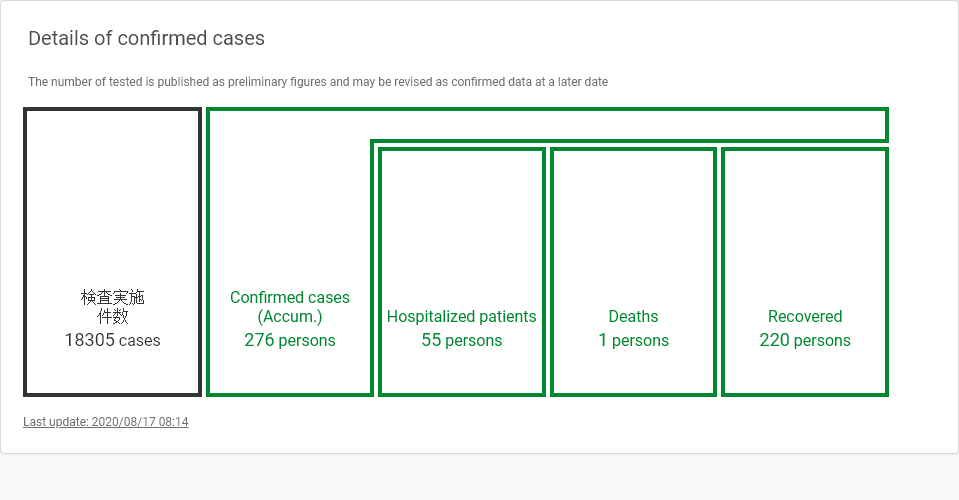 Details of confirmed cases
The number of tested is published as preliminary figures and may be revised as confirmed data at a later date
検査実施
件数
18305 cases
Confirmed cases
(Accum.)
276 persons
Hospitalized patients
55 persons
Deaths
1 persons
Recovered
220 persons
Last update: 2020/08/17 08:14